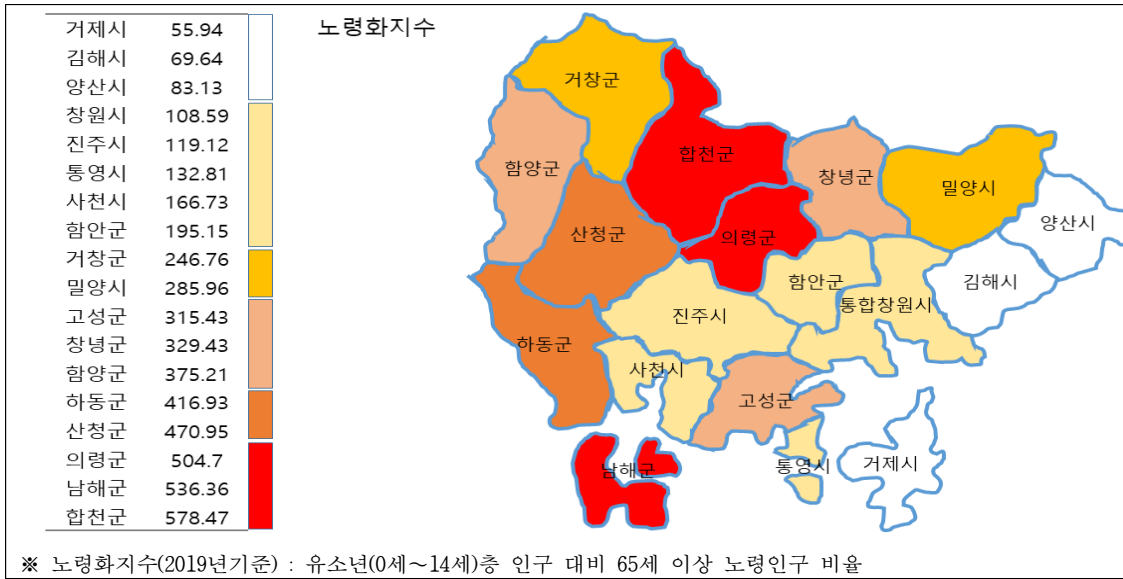 노령화지수
거제시 55.94
김해시 69.64
양산시 83.13
창원시 108.59
진주시 119.12
통영시 132.81
사천시 166.73
함안군 195.15
거창군 246.76
밀양시 285.96
고성군 315.43
창녕군 329.43
함양군 375.21
하동군 416.93
산청군 470.95
의령군 504.7
남해군 536.36
합천군 578.47
거창군
합천군
함양군
창녕군
밀양시
양산시
산청군
의령군
함안군
김해시
통합창원시
진주시
하동군
사천시
고성군
남해군
통영시
거제시
※ 노령화지수(2019년기준) : 유소년(0세～14세)층 인구 대비 65세 이상 노령인구 비율